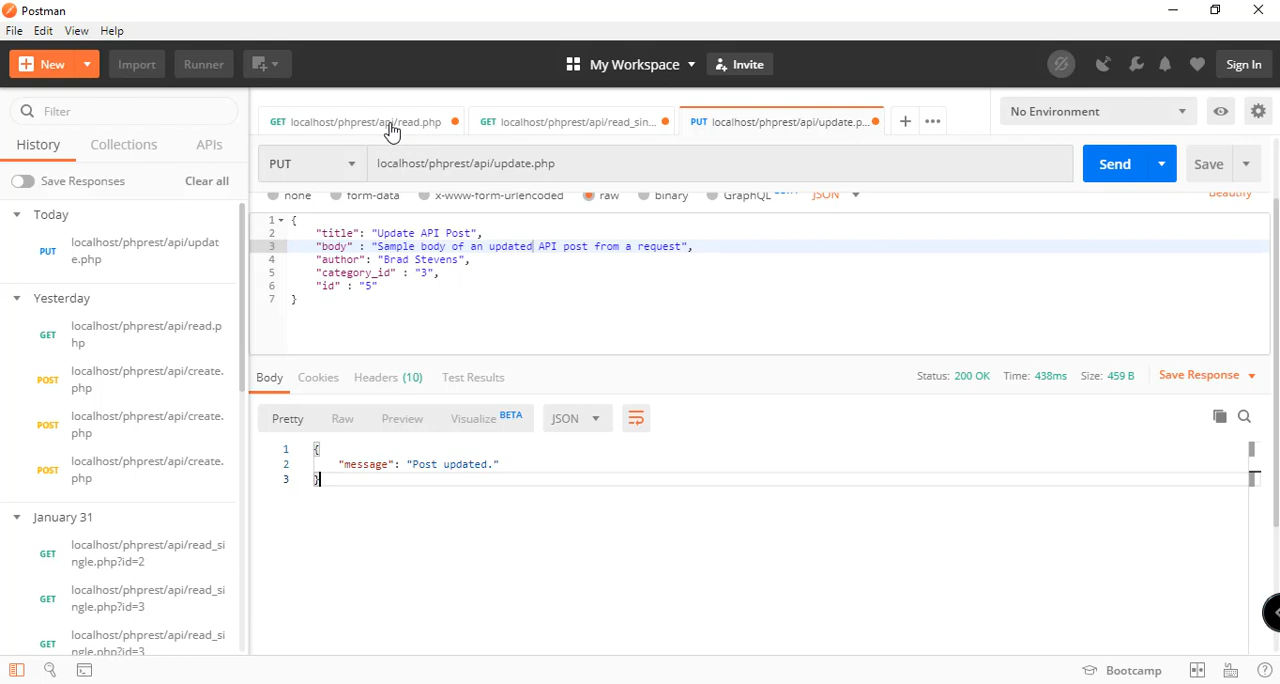 Postman
File Edit View Help
New Import Runner My Workspace Invite Sign In
Filter
History Collections APIs
Save Responses Clear all
Today
PUT localhost/phprest/api/updat
e.php
Yesterday
GET localhost/phprest/api/read.p
hp
POST localhost/phprest/api/create.
php
POST localhost/phprest/api/create.
php
POST localhost/phprest/api/create.
php
January 31
GET localhost/phprest/api/read_si
ngle.php?id=2
GET localhost/phprest/api/read_si
ngle.php?id=3
GET localhost/phprest/api/read_si
ngle.php?id=3
GET localhost/phprest/api/read.php GET localhost/phprest/api/read_sin... PUT localhost/phprest/api/update.p... + ••• No Environment
PUT localhost/phprest/api/update.php Send Save
none form-data x-www-form-urlencoded raw binary GraphQL JSON Beautify
1 {
2 "title": "Update API Post",
3 "body" : "Sample body of an updated API post from a request",
4 "author": "Brad Stevens",
5 "category_id" : "3",
6 "id" : "5"
7 }
Body Cookies Headers (10) Test Results Status: 200 OK Time: 438ms Size: 459 B Save Response
Pretty Raw Preview Visualize BETA JSON
1 {
2 "message": "Post updated."
3 }
Bootcamp